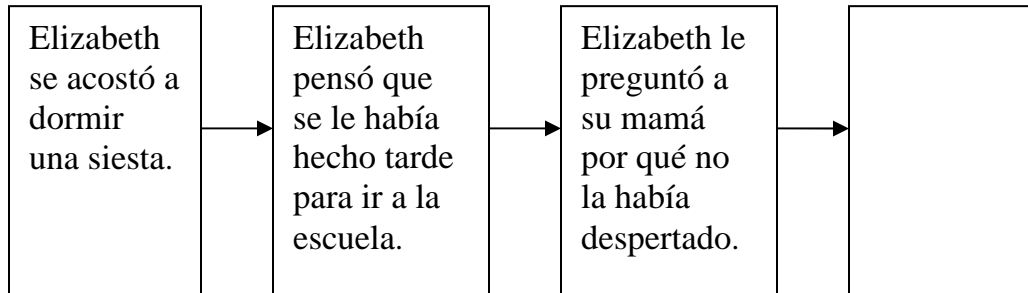 Elizabeth
se acostó a
dormir
una siesta.
Elizabeth
pensó que
se le había
hecho tarde
para ir a la
escuela.
Elizabeth le
preguntó a
su mamá
por qué no
la había
despertado.